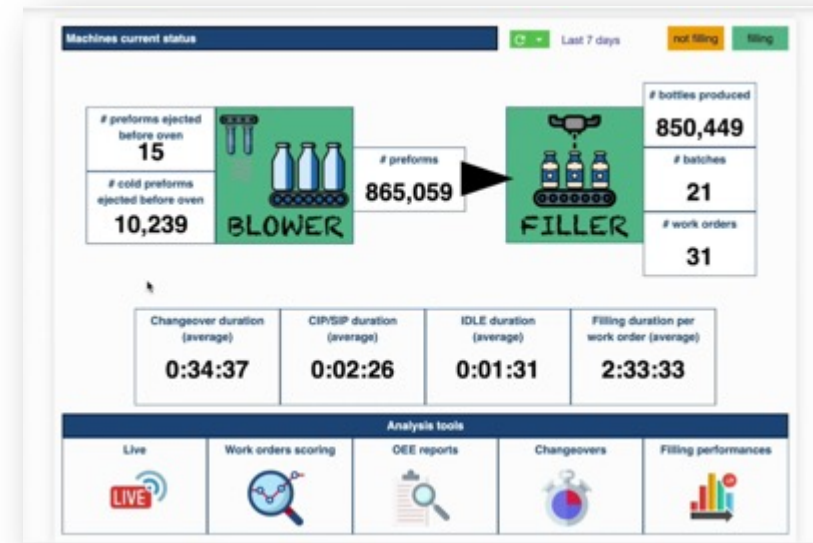 Machines current status
Last 7 days
not filling
filling
# preforms ejected
before oven
15
# cold preforms
ejected before oven
10,239
BLOWER
# preforms
865,059
FILLER
# bottles produced
850,449
# batches
21
# work orders
31
Changeover duration
(average)
0:34:37
CIP/SIP duration
(average)
0:02:26
IDLE duration
(average)
0:01:31
Filling duration per
work order (average)
2:33:33
Analysis tools
Live
LIVE
Work orders scoring
OEE reports
Changeovers
Filling performances